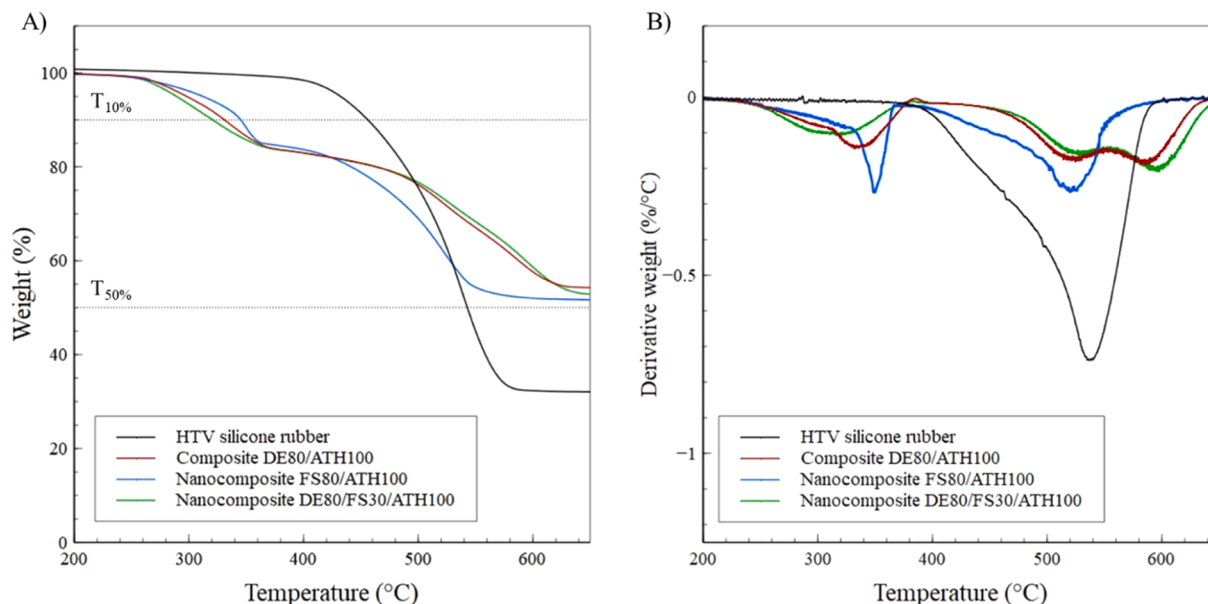 A)
100
80
60
40
20
0
T10%
T50%
Weight (%)
HTV silicone rubber
Composite DE80/ATH100
Nanocomposite FS80/ATH100
Nanocomposite DE80/FS30/ATH100
200 300 400 500 600
Temperature (°C)
B)
0
−0.5
−1
Derivative weight (%/°C)
HTV silicone rubber
Composite DE80/ATH100
Nanocomposite FS80/ATH100
Nanocomposite DE80/FS30/ATH100
200 300 400 500 600
Temperature (°C)